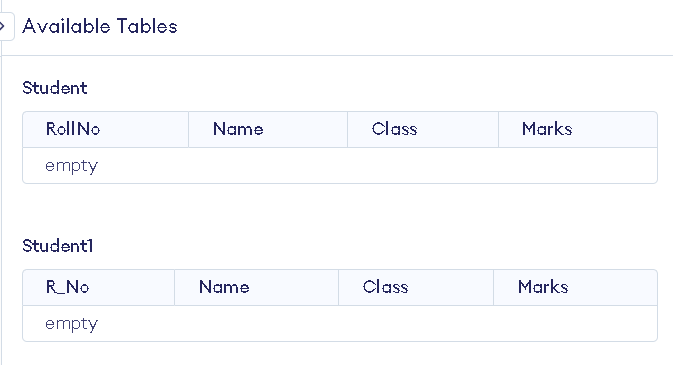 Available Tables
Student
RollNo Name Class Marks
empty
Student1
R_No Name Class Marks
empty